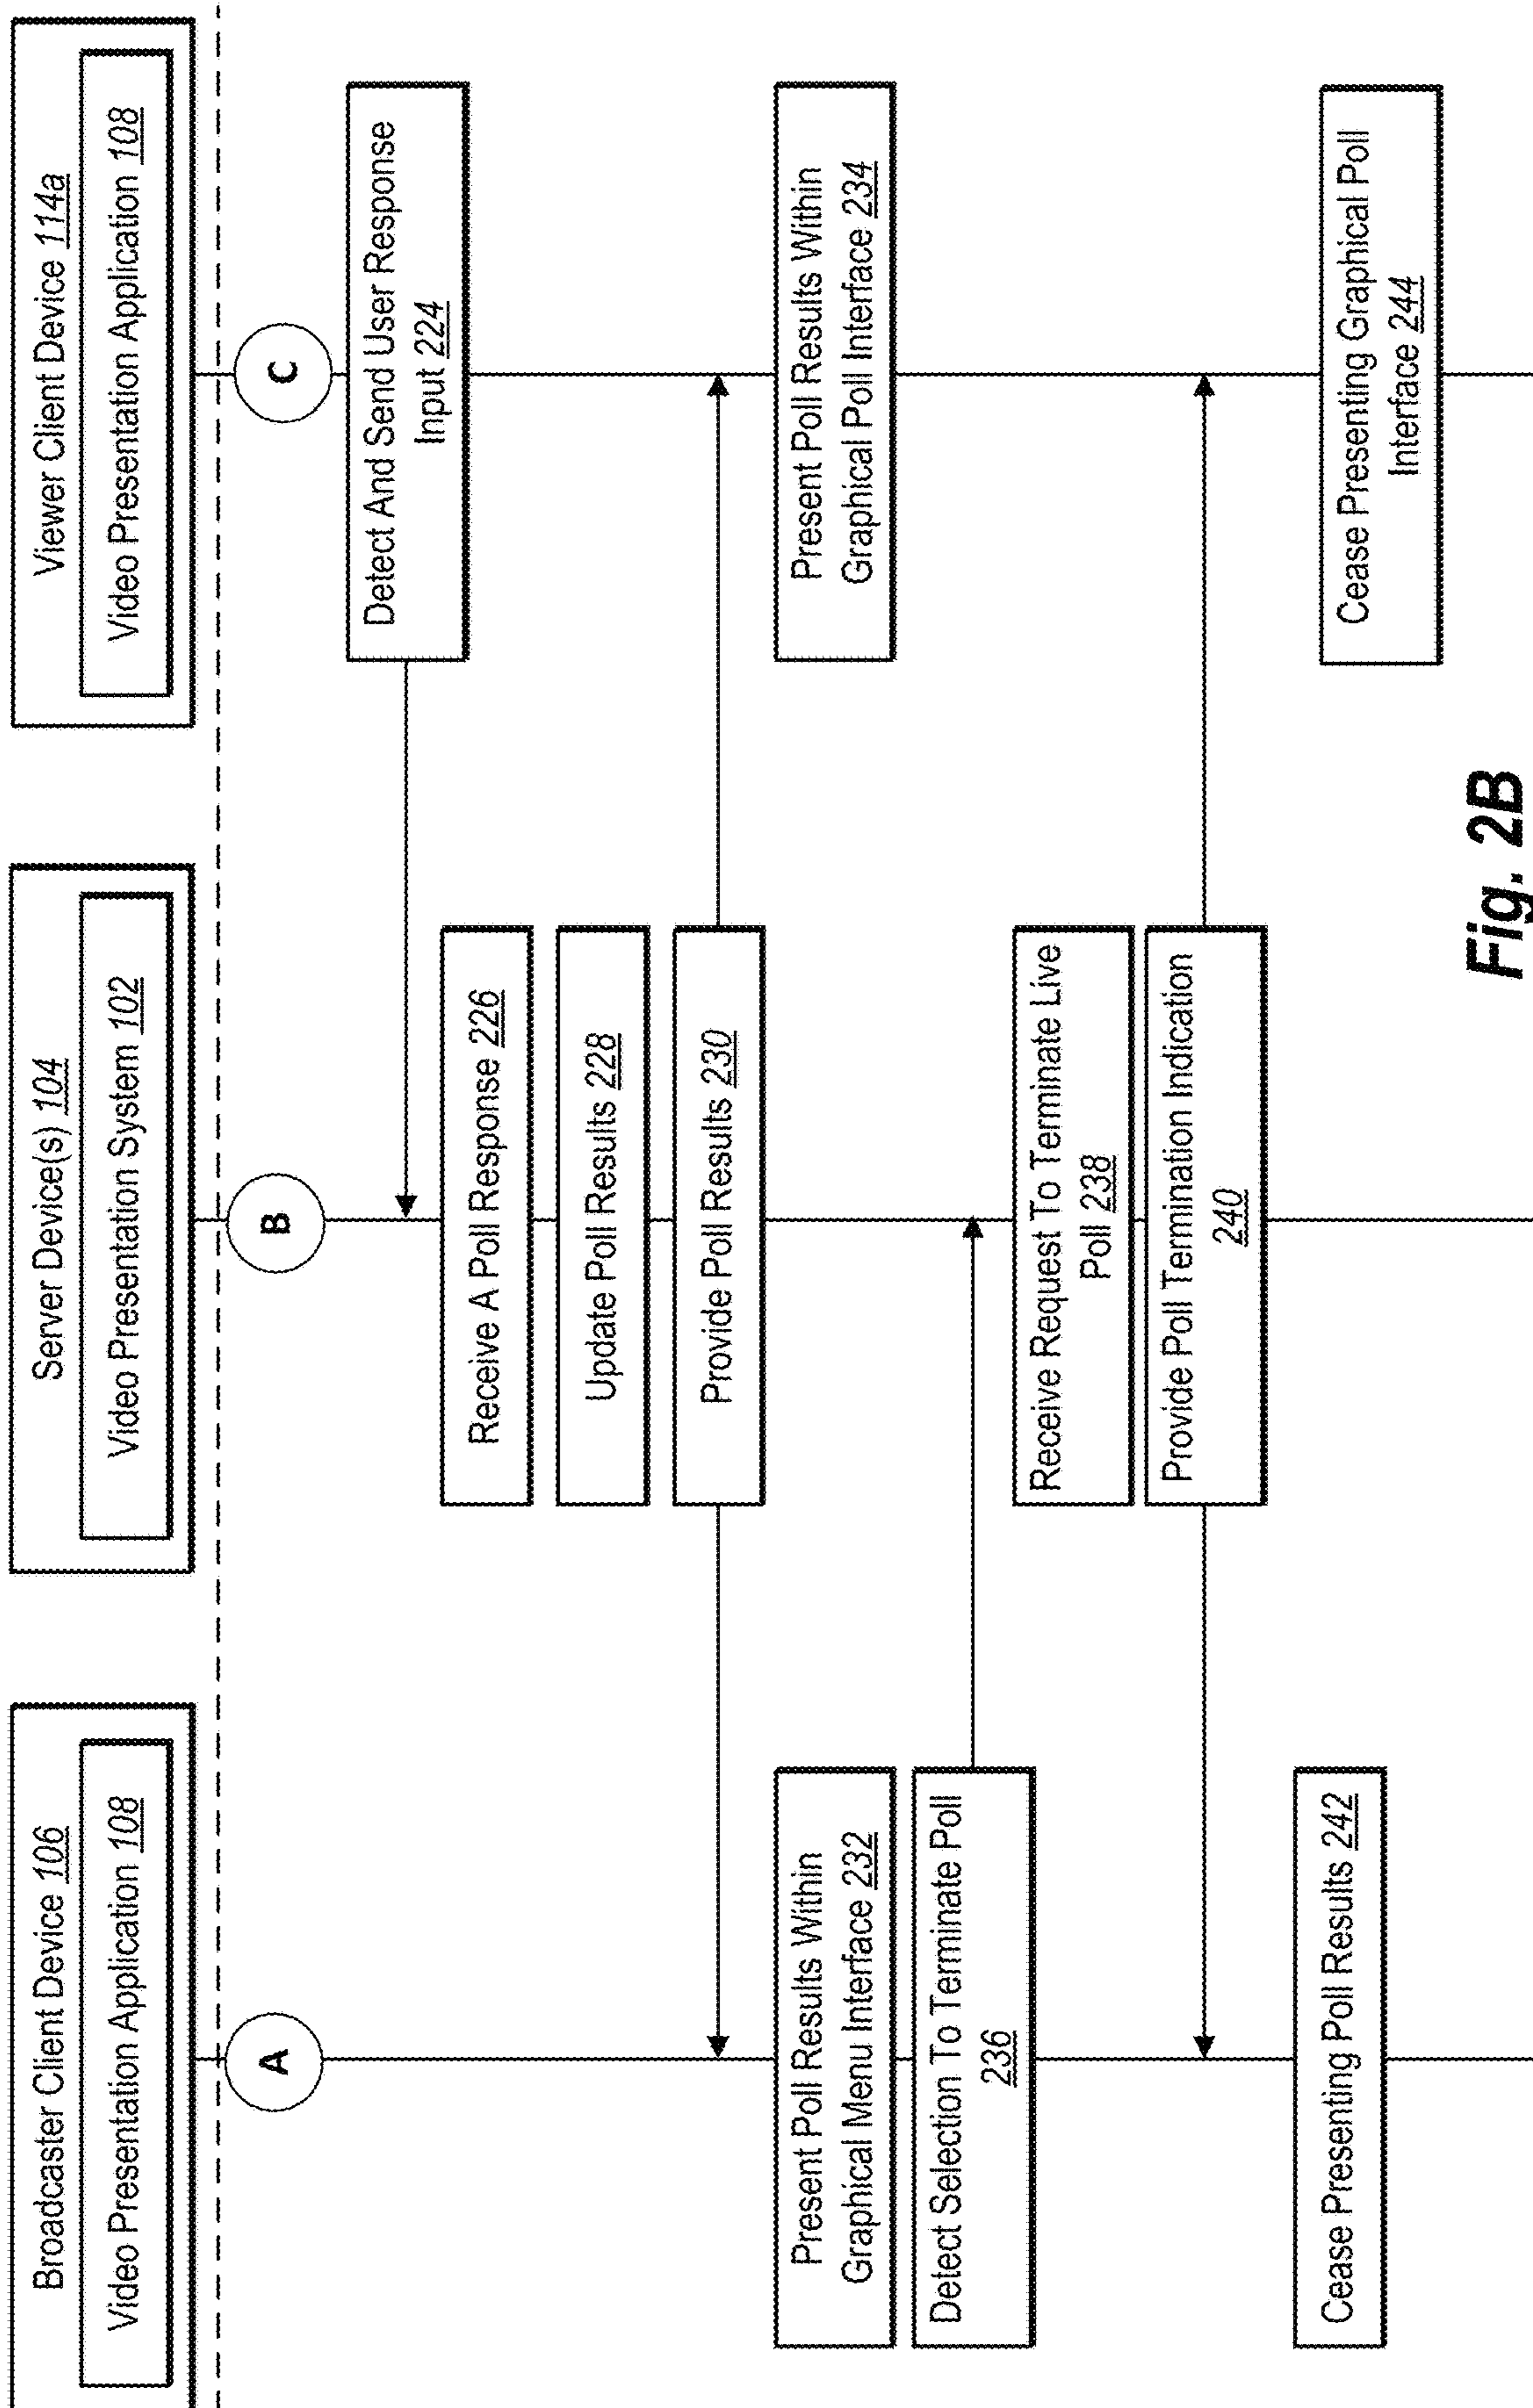 Broadcaster Client Device 106
Video Presentation Application 108
Server Device(s) 104
Video Presentation System 102
Viewer Client Device 114a
Video Presentation Application 108
A
B
C
Detect And Send User Response
Input 224
Receive A Poll Response 226
Update Poll Results 228
Provide Poll Results 230
Present Poll Results Within
Graphical Menu Interface 232
Present Poll Results Within
Graphical Poll Interface 234
Detect Selection To Terminate Poll
236
Receive Request To Terminate Live
Poll 238
Provide Poll Termination Indication
240
Cease Presenting Poll Results 242
Cease Presenting Graphical Poll
Interface 244
Fig. 2B